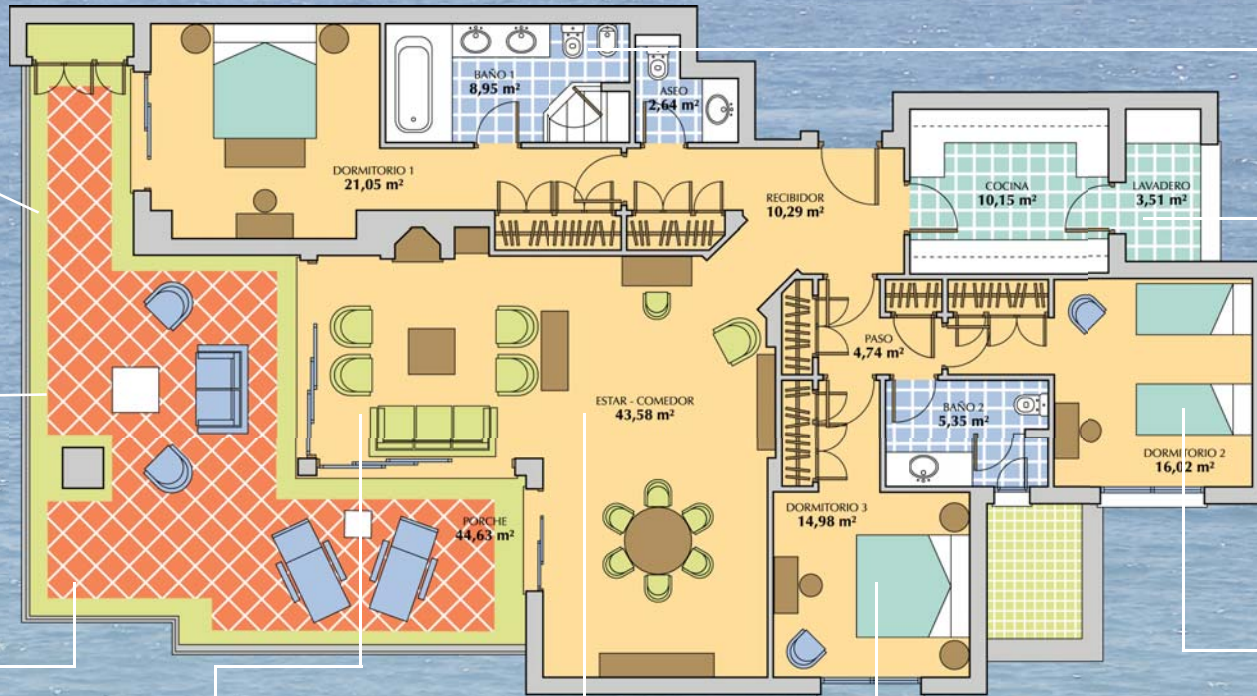 BAÑO 1
8,95 m²
ASEO
2,64 m²
DORMITORIO 1
21,05 m²
RECIBIDOR
10,29 m²
COCINA
10,15 m²
LAVADERO
3,51 m²
PASO
4,74 m²
ESTAR - COMEDOR
43,58 m²
BAÑO 2
5,35 m²
DORMITORIO 2
16,02 m²
DORMITORIO 3
14,98 m²
PORCHE
44,63 m²